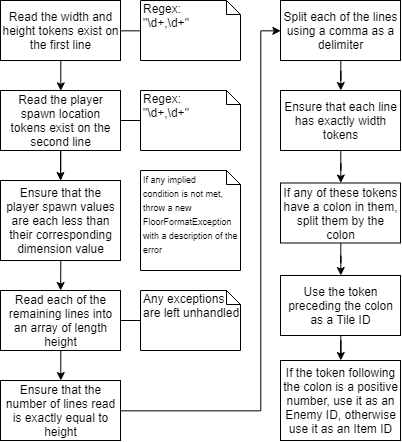 Read the width and
height tokens exist on
the first line
Regex:
"\d+,\d+"
Read the player
spawn location
tokens exist on the
second line
Regex:
"\d+,\d+"
Ensure that the
player spawn values
are each less than
their corresponding
dimension value
If any implied
condition is not met,
throw a new
FloorFormatException
with a description of the
error
Read each of the
remaining lines into
an array of length
height
Any exceptions
are left unhandled
Ensure that the
number of lines read
is exactly equal to
height
Split each of the lines
using a comma as a
delimiter
Ensure that each line
has exactly width
tokens
If any of these tokens
have a colon in them,
split them by the
colon
Use the token
preceding the colon
as a Tile ID
If the token following
the colon is a positive
number, use it as an
Enemy ID, otherwise
use it as an Item ID